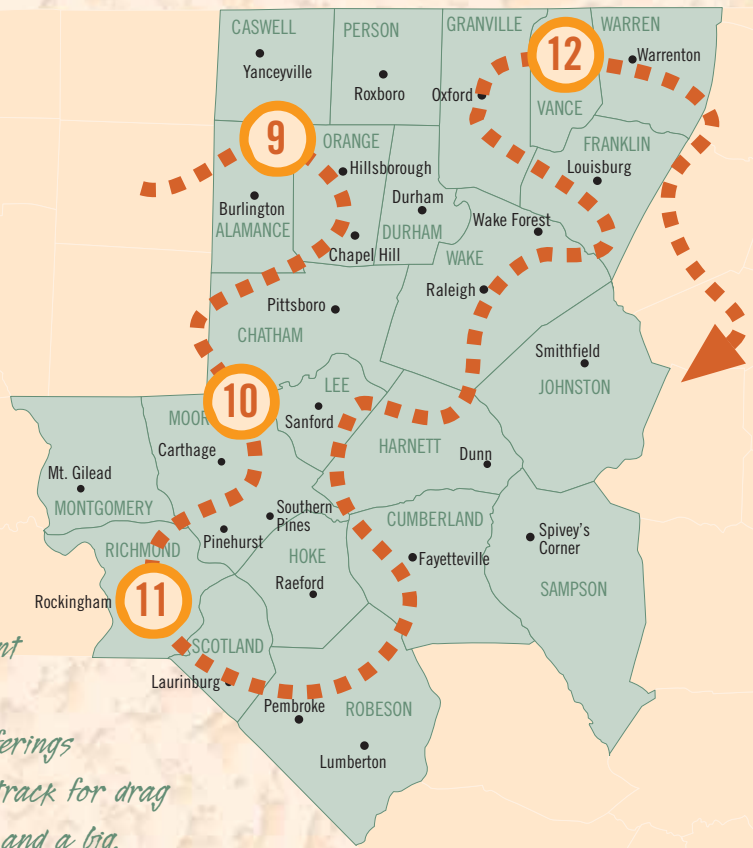 CASWELL
PERSON
GRANVILLE
WARREN
Yanceyville
12
Warrenton
Roxboro
Oxford
VANCE
9
ORANGE
FRANKLIN
Hillsborough
Louisburg
Durham
Burlington
Wake Forest
ALAMANCE
DURHAM
Chapel Hill
WAKE
Raleigh
Pittsboro
CHATHAM
Smithfield
LEE
JOHNSTON
10
MOOR
Sanford
HARNETT
Carthage
Dunn
Mt. Gilead
MONTGOMERY
Southern
Pines
CUMBERLAND
Pinehurst
Spivey's
Corner
RICHMOND
HOKE
Fayetteville
Raeford
SAMPSON
Rockingham
11
SCOTLAND
nt
Laurinburg
Pembroke
ROBESON
ferings
Lumberton
track for drag
and a big,